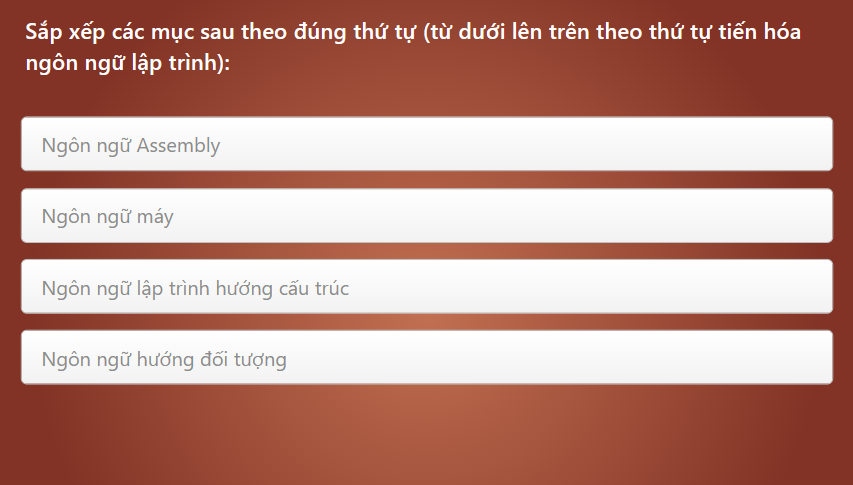 Sắp xếp các mục sau theo đúng thứ tự (từ dưới lên trên theo thứ tự tiến hóa
ngôn ngữ lập trình):
Ngôn ngữ Assembly
Ngôn ngữ máy
Ngôn ngữ lập trình hướng cấu trúc
Ngôn ngữ hướng đối tượng